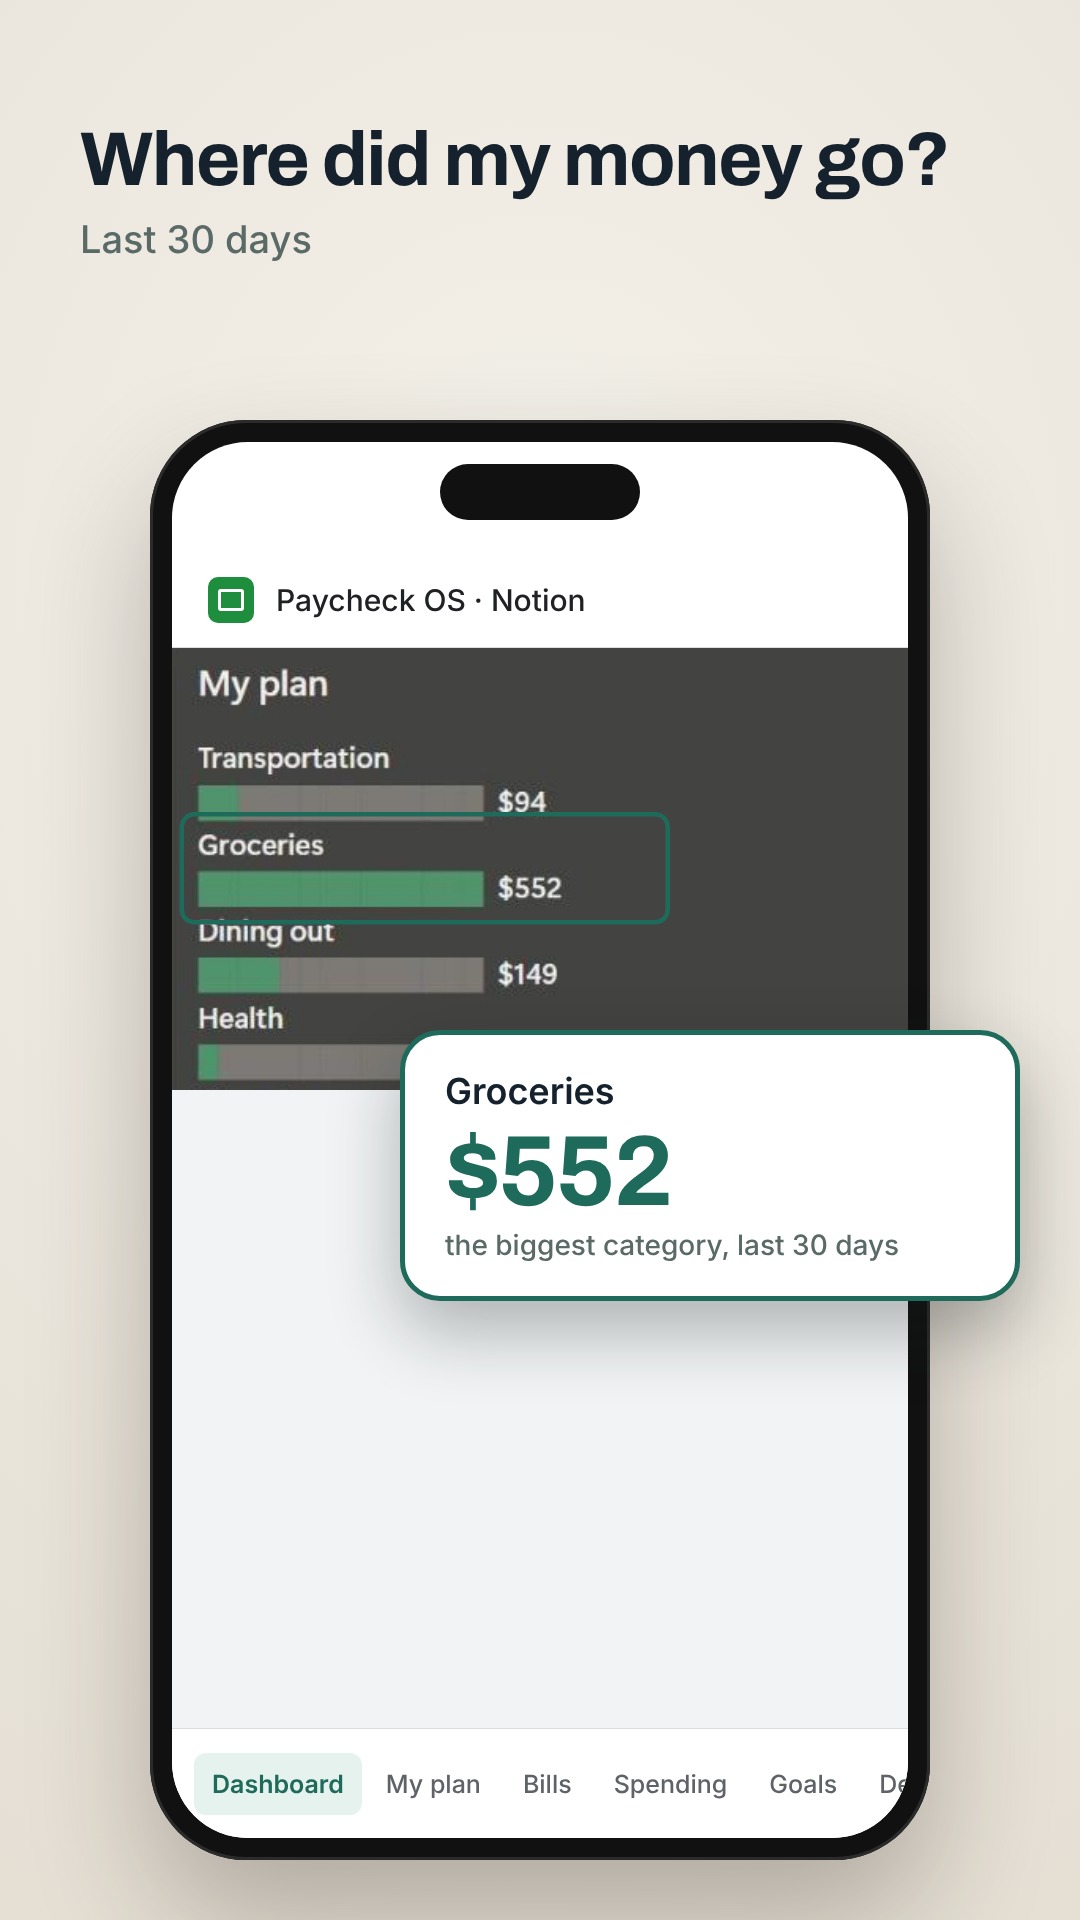 Where did my money go?
Last 30 days
Paycheck OS · Notion
My plan
Transportation
$94
Groceries
$552
Dining out
$149
Health
Groceries
$552
the biggest category, last 30 days
Dashboard My plan Bills Spending Goals De